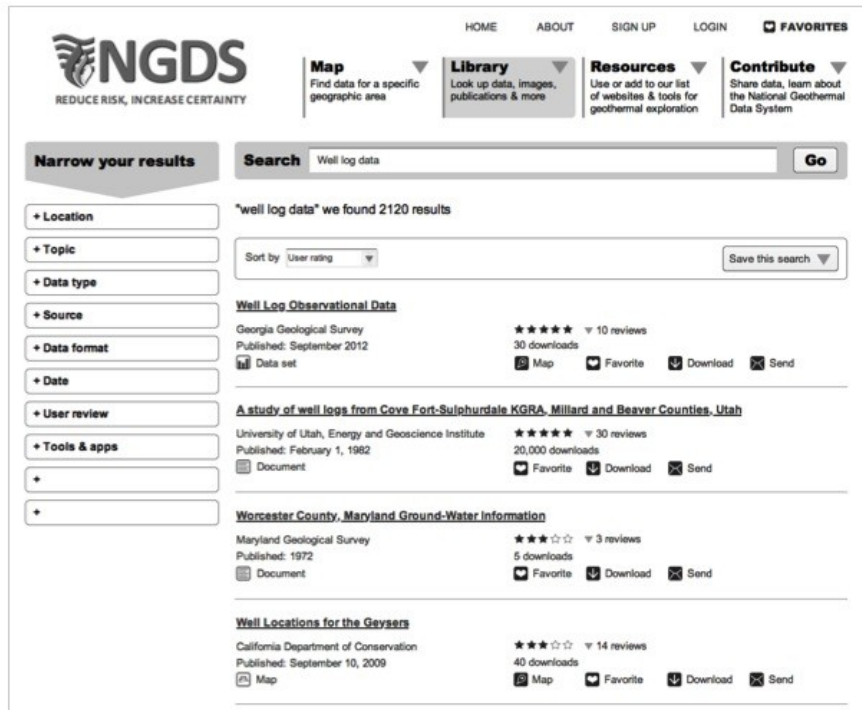 HOME ABOUT SIGN UP LOGIN FAVORITES
NGDS
REDUCE RISK, INCREASE CERTAINTY
Map
Find data for a specific
geographic area
Library
Look up data, images,
publications & more
Resources
Use or add to our list
of websites & tools for
geothermal exploration
Contribute
Share data, learn about
the National Geothermal
Data System
Narrow your results
+ Location
+ Topic
+ Data type
+ Source
+ Data format
+ Date
+ User review
+ Tools & apps
+
+
Search Well log data Go
"well log data" we found 2120 results
Sort by User rating Save this search
Well Log Observational Data
Georgia Geological Survey ★★★★★ 10 reviews
Published: September 2012 30 downloads
Data set Map Favorite Download Send
A study of well logs from Cove Fort-Sulphurdale KGRA, Millard and Beaver Counties, Utah
University of Utah, Energy and Geoscience Institute ★★★★★ 30 reviews
Published: February 1, 1982 20,000 downloads
Document Favorite Download Send
Worcester County, Maryland Ground-Water Information
Maryland Geological Survey ★★★☆☆ 3 reviews
Published: 1972 5 downloads
Document Favorite Download Send
Well Locations for the Geysers
California Department of Conservation ★★★☆☆ 14 reviews
Published: September 10, 2009 40 downloads
Map Map Favorite Download Send